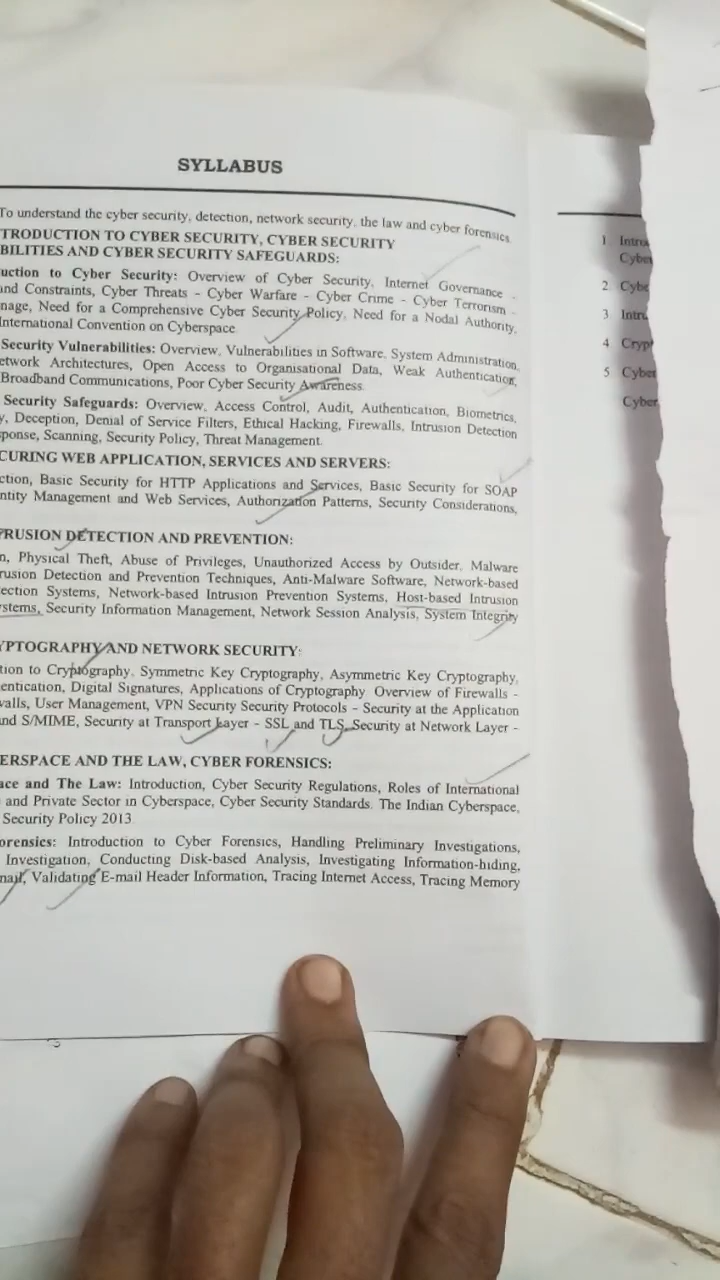 SYLLABUS
To understand the cyber security, detection, network security, the law and cyber forensics
TRODUCTION TO CYBER SECURITY, CYBER SECURITY
BILITIES AND CYBER SECURITY SAFEGUARDS:
uction to Cyber Security: Overview of Cyber Security, Internet Governance -
and Constraints, Cyber Threats - Cyber Warfare - Cyber Crime - Cyber Terrorism -
nage, Need for a Comprehensive Cyber Security Policy, Need for a Nodal Authority,
International Convention on Cyberspace
Security Vulnerabilities: Overview, Vulnerabilities in Software, System Administration,
etwork Architectures, Open Access to Organisational Data, Weak Authentication,
Broadband Communications, Poor Cyber Security Awareness.
Security Safeguards: Overview, Access Control, Audit, Authentication, Biometrics,
y, Deception, Denial of Service Filters, Ethical Hacking, Firewalls, Intrusion Detection
ponse, Scanning, Security Policy, Threat Management.
CURING WEB APPLICATION, SERVICES AND SERVERS:
ction, Basic Security for HTTP Applications and Services, Basic Security for SOAP
ntity Management and Web Services, Authorization Patterns, Security Considerations,
TRUSION DETECTION AND PREVENTION:
n, Physical Theft, Abuse of Privileges, Unauthorized Access by Outsider, Malware
rusion Detection and Prevention Techniques, Anti-Malware Software, Network-based
ection Systems, Network-based Intrusion Prevention Systems, Host-based Intrusion
stems, Security Information Management, Network Session Analysis, System Integrity
YPTOGRAPHY AND NETWORK SECURITY:
tion to Cryptography, Symmetric Key Cryptography, Asymmetric Key Cryptography,
entication, Digital Signatures, Applications of Cryptography Overview of Firewalls -
walls, User Management, VPN Security Security Protocols - Security at the Application
nd S/MIME, Security at Transport Layer - SSL and TLS, Security at Network Layer -
ERSPACE AND THE LAW, CYBER FORENSICS:
ace and The Law: Introduction, Cyber Security Regulations, Roles of International
and Private Sector in Cyberspace, Cyber Security Standards. The Indian Cyberspace,
Security Policy 2013
orensics: Introduction to Cyber Forensics, Handling Preliminary Investigations,
Investigation, Conducting Disk-based Analysis, Investigating Information-hiding,
mail, Validating E-mail Header Information, Tracing Internet Access, Tracing Memory
1 Intro
Cyber
2 Cybe
3 Intr
4 Cryp
5 Cyber
Cyber